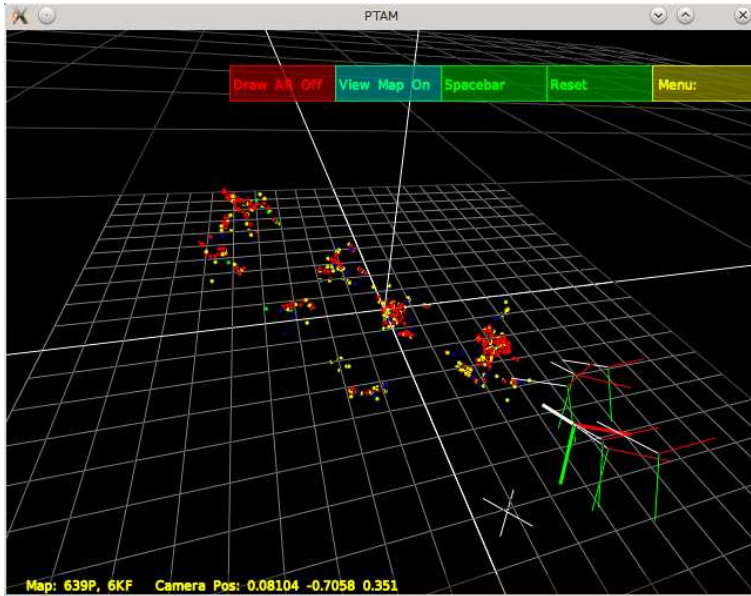 PTAM
Draw AR Off View Map On Spacebar Reset Menu:
Map: 639P, 6KF Camera Pos: 0.08104 -0.7058 0.351